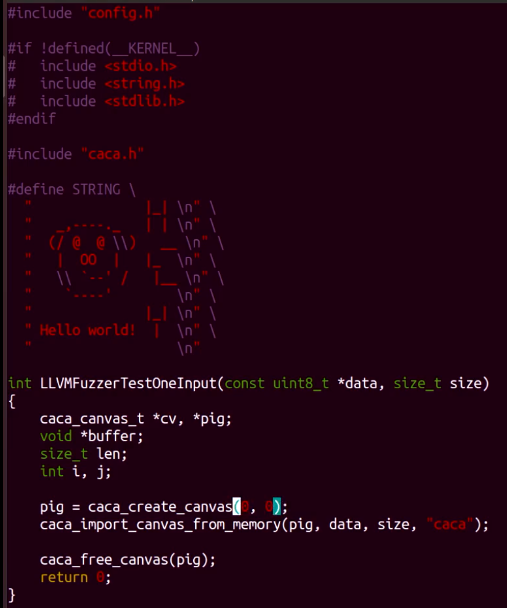 #include "config.h"
#if !defined(__KERNEL__)
#   include <stdio.h>
#   include <string.h>
#   include <stdlib.h>
#endif
#include "caca.h"
#define STRING \
  "              |_| \n" \
  "   _,----._   | | \n" \
  "  (/ @  @ \\)   __ \n" \
  "   |  OO  |   |_  \n" \
  "   \\ `--' /   |__ \n" \
  "    `----'        \n" \
  "              |_| \n" \
  " Hello world!  |  \n" \
  "                  \n"
int LLVMFuzzerTestOneInput(const uint8_t *data, size_t size)
{
    caca_canvas_t *cv, *pig;
    void *buffer;
    size_t len;
    int i, j;
    pig = caca_create_canvas(0, 0);
    caca_import_canvas_from_memory(pig, data, size, "caca");
    caca_free_canvas(pig);
    return 0;
}